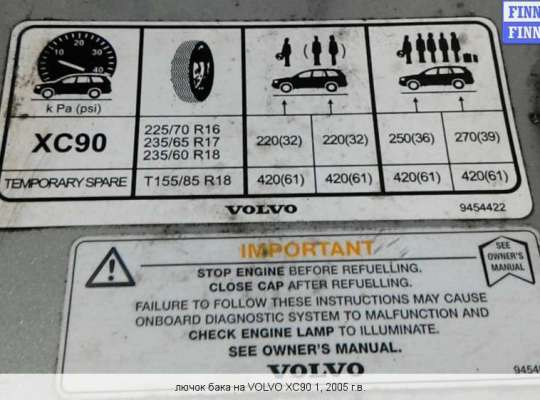 FINN
FINN
10 20 30 40
k Pa (psi)
XC90
225/70 R16
235/65 R17
235/60 R18
220(32) 220(32) 250(36) 270(39)
TEMPORARY SPARE T155/85 R18 420(61) 420(61) 420(61) 420(61)
VOLVO 9454422
IMPORTANT
SEE
OWNER'S
MANUAL
STOP ENGINE BEFORE REFUELLING.
CLOSE CAP AFTER REFUELLING.
FAILURE TO FOLLOW THESE INSTRUCTIONS MAY CAUSE
ONBOARD DIAGNOSTIC SYSTEM TO MALFUNCTION AND
CHECK ENGINE LAMP TO ILLUMINATE.
SEE OWNER'S MANUAL.
VOLVO
лючок бака на VOLVO XC90 1, 2005 г.в.